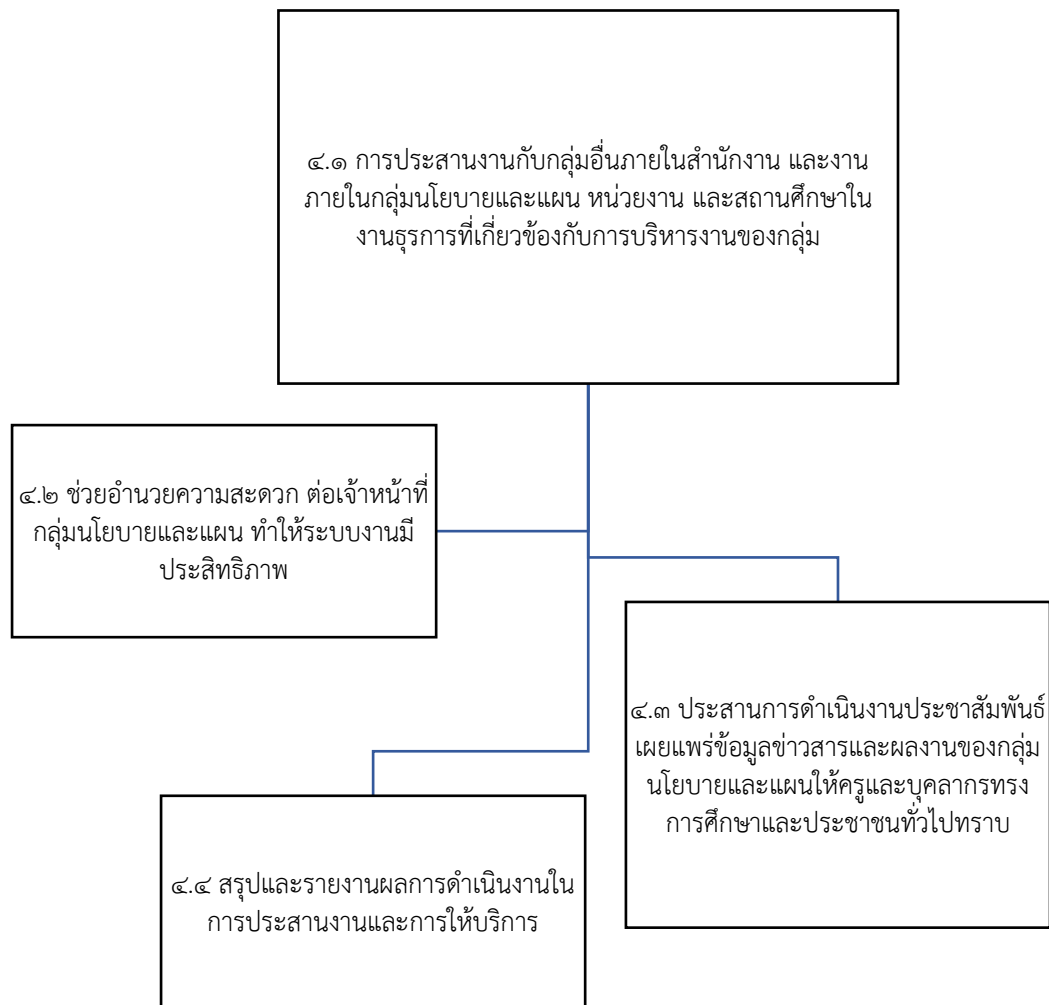 ๔.๑ การประสานงานกับกลุ่มอื่นภายในสำนักงาน และงาน
ภายในกลุ่มนโยบายและแผน หน่วยงาน และสถานศึกษาใน
งานธุรการที่เกี่ยวข้องกับการบริหารงานของกลุ่ม
๔.๒ ช่วยอำนวยความสะดวก ต่อเจ้าหน้าที่
กลุ่มนโยบายและแผน ทำให้ระบบงานมี
ประสิทธิภาพ
๔.๓ ประสานการดำเนินงานประชาสัมพันธ์
เผยแพร่ข้อมูลข่าวสารและผลงานของกลุ่ม
นโยบายและแผนให้ครูและบุคลากรทรง
การศึกษาและประชาชนทั่วไปทราบ
๔.๔ สรุปและรายงานผลการดำเนินงานใน
การประสานงานและการให้บริการ